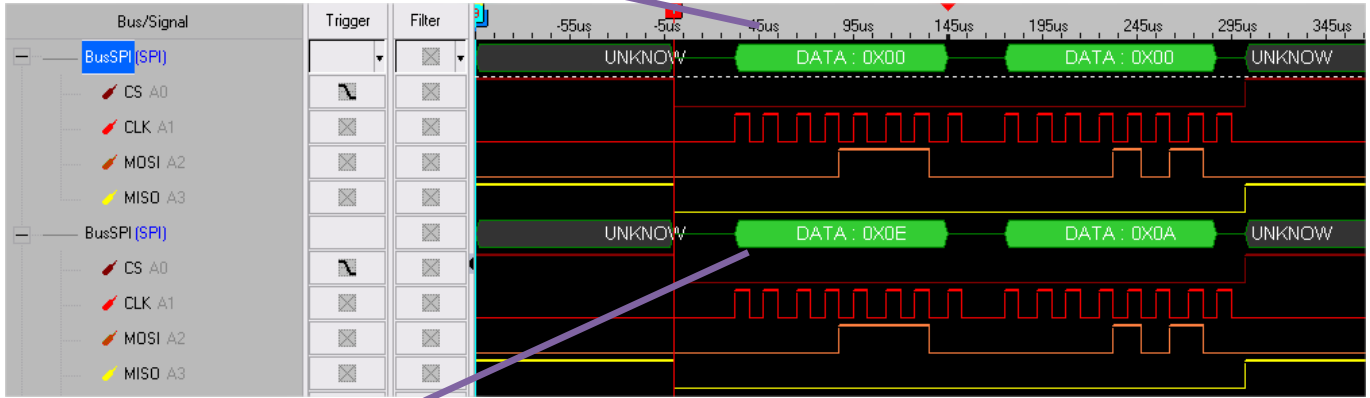 Bus/Signal Trigger Filter -55us -5us 45us 95us 145us 195us 245us 295us 345us
BusSPI (SPI) UNKNOW DATA : 0X00 DATA : 0X00 UNKNOW
CS A0
CLK A1
MOSI A2
MISO A3
BusSPI (SPI) UNKNOW DATA : 0X0E DATA : 0X0A UNKNOW
CS A0
CLK A1
MOSI A2
MISO A3